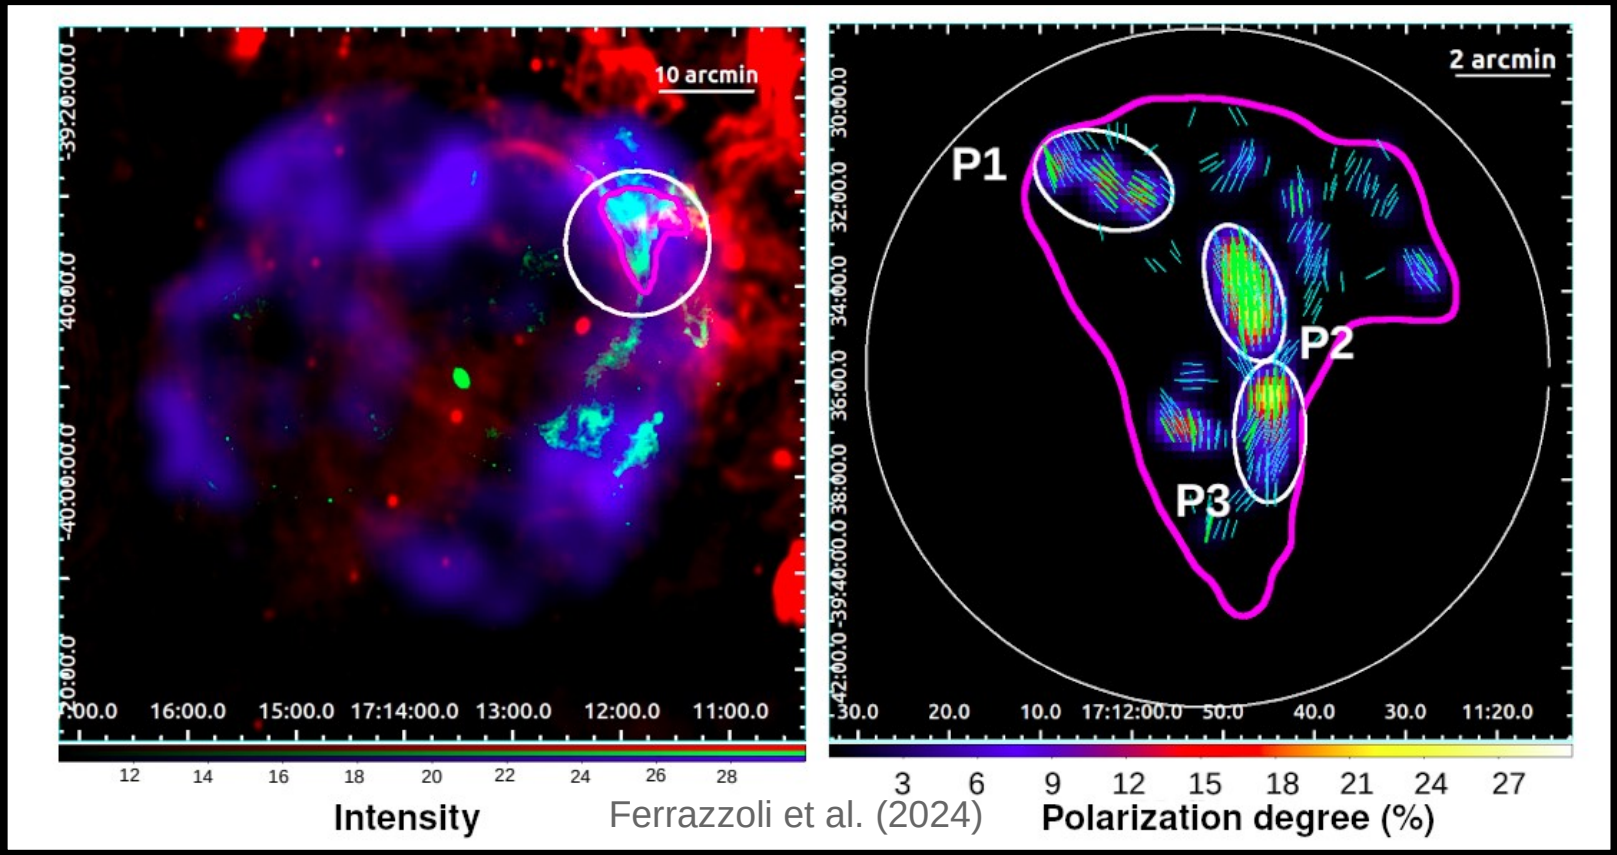 10 arcmin
-39:20:00.0
40:00.0
-40:00:00.0
20:00.0
:00.0 16:00.0 15:00.0 17:14:00.0 13:00.0 12:00.0 11:00.0
12 14 16 18 20 22 24 26 28
Intensity
2 arcmin
P1
P2
P3
30:00.0
32:00.0
34:00.0
36:00.0
38:00.0
-39:40:00.0
42:00.0
30.0 20.0 10.0 17:12:00.0 50.0 40.0 30.0 11:20.0
3 6 9 12 15 18 21 24 27
Polarization degree (%)
Ferrazzoli et al. (2024)